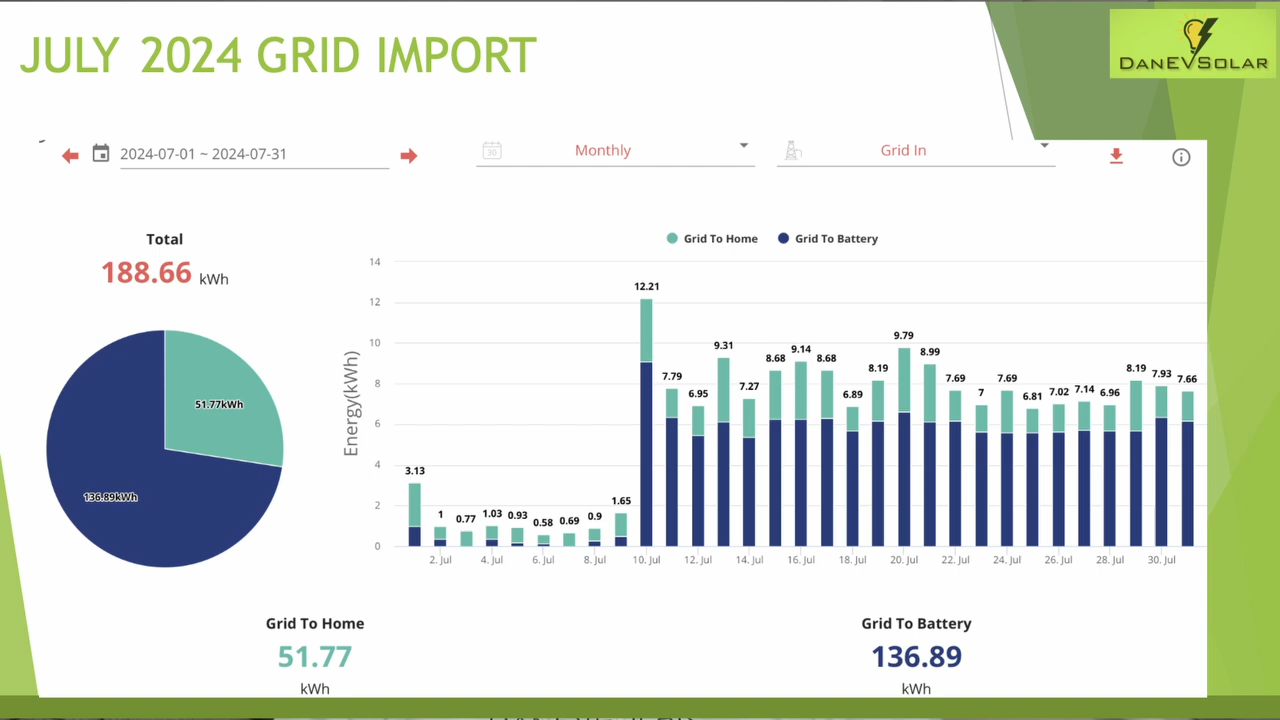 JULY 2024 GRID IMPORT
DANEVSOLAR
2024-07-01 ~ 2024-07-31
Monthly
Grid In
Total
188.66 kWh
Grid To Home
Grid To Battery
Energy(kWh)
14
12
10
8
6
4
2
0
3.13
1
0.77
1.03
0.93
0.58
0.69
0.9
1.65
12.21
7.79
6.95
9.31
7.27
8.68
9.14
8.68
6.89
8.19
9.79
8.99
7.69
7
7.69
6.81
7.02
7.14
6.96
8.19
7.93
7.66
2. Jul
4. Jul
6. Jul
8. Jul
10. Jul
12. Jul
14. Jul
16. Jul
18. Jul
20. Jul
22. Jul
24. Jul
26. Jul
28. Jul
30. Jul
51.77kWh
136.89kWh
Grid To Home
51.77
kWh
Grid To Battery
136.89
kWh